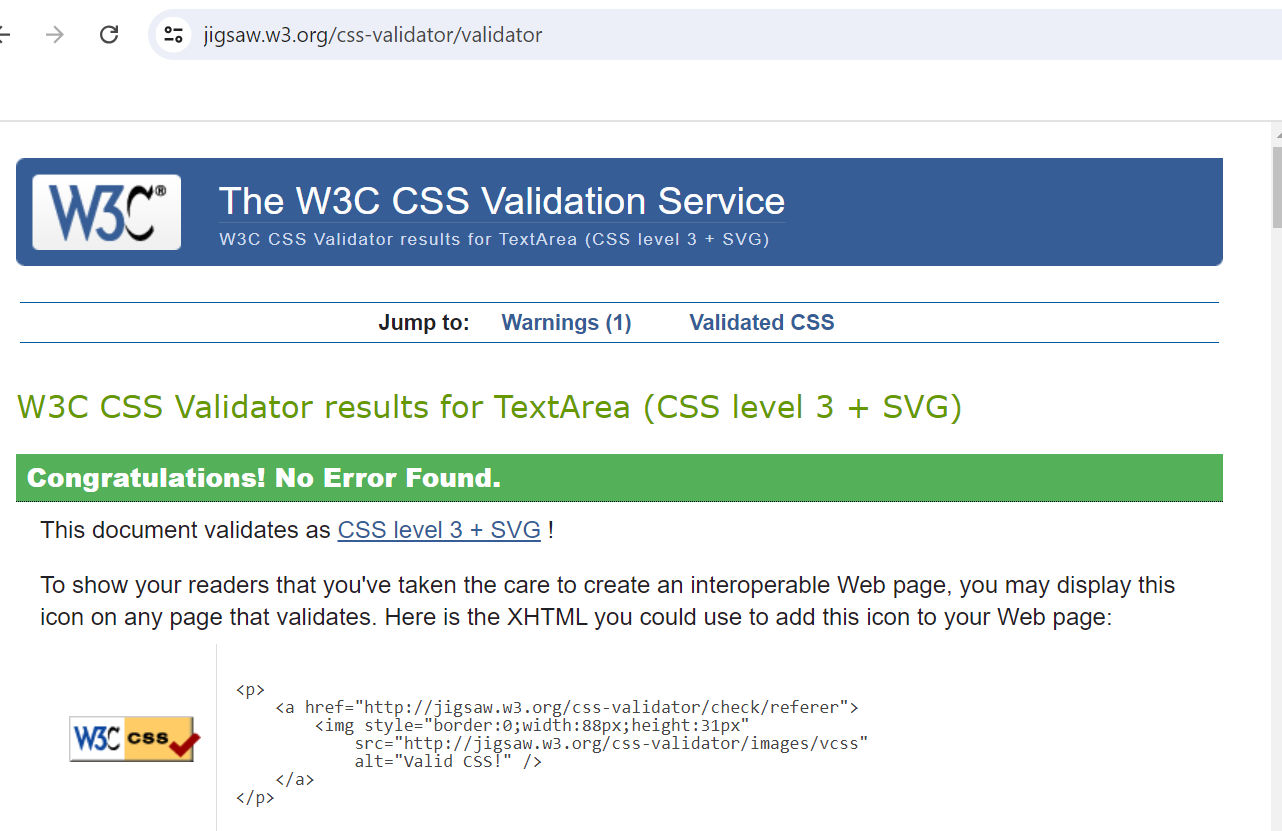 jigsaw.w3.org/css-validator/validator
W3C®
The W3C CSS Validation Service
W3C CSS Validator results for TextArea (CSS level 3 + SVG)
Jump to: Warnings (1) Validated CSS
W3C CSS Validator results for TextArea (CSS level 3 + SVG)
Congratulations! No Error Found.
This document validates as CSS level 3 + SVG !
To show your readers that you've taken the care to create an interoperable Web page, you may display this
icon on any page that validates. Here is the XHTML you could use to add this icon to your Web page:
W3C css
<p>
    <a href="http://jigsaw.w3.org/css-validator/check/referer">
        <img style="border:0;width:88px;height:31px"
            src="http://jigsaw.w3.org/css-validator/images/vcss"
            alt="Valid CSS!" />
    </a>
</p>